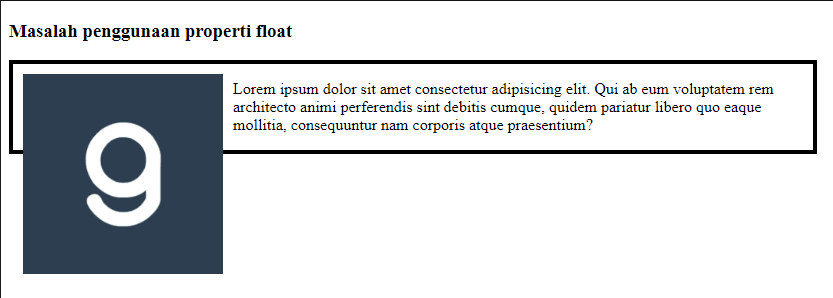 Masalah penggunaan properti float
Lorem ipsum dolor sit amet consectetur adipisicing elit. Qui ab eum voluptatem rem
architecto animi perferendis sint debitis cumque, quidem pariatur libero quo eaque
mollitia, consequuntur nam corporis atque praesentium?
g